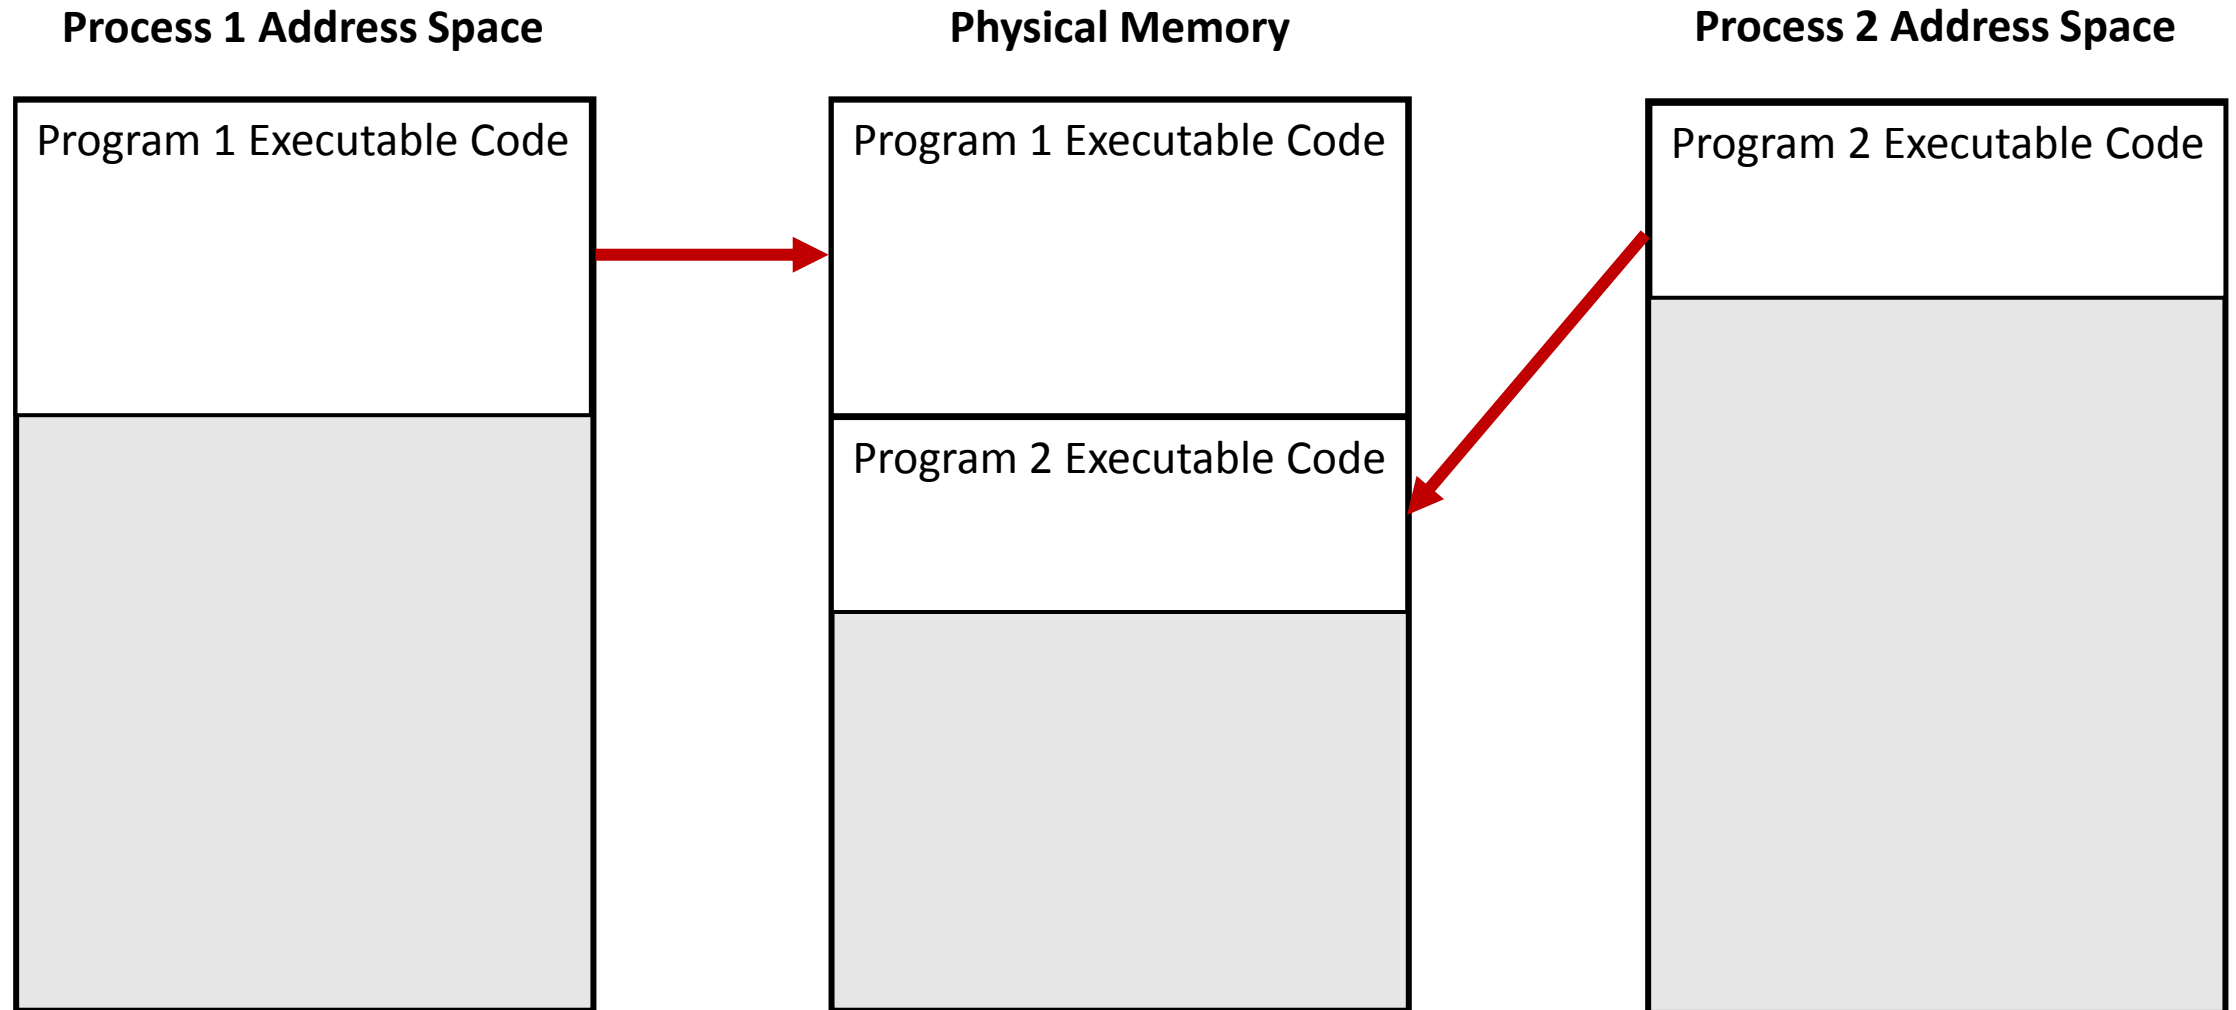 Process 1 Address Space
Physical Memory
Process 2 Address Space
Program 1 Executable Code
Program 1 Executable Code
Program 2 Executable Code
Program 2 Executable Code